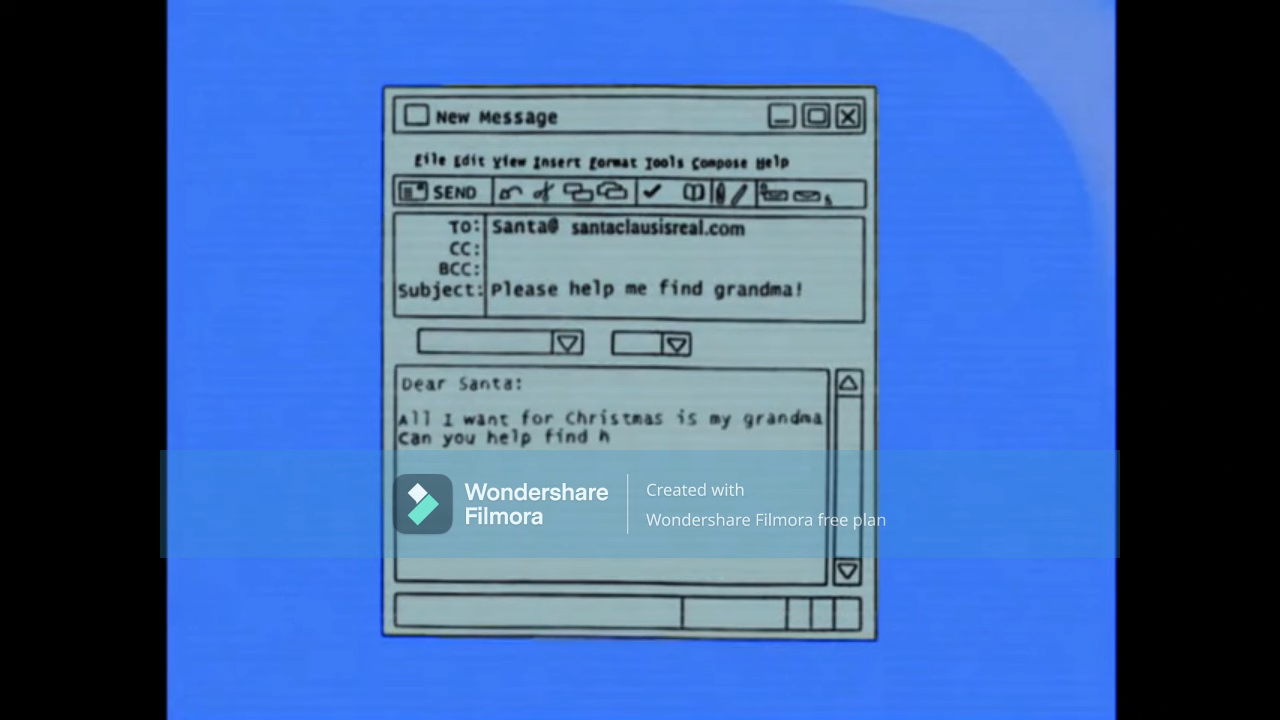 New Message
File Edit View Insert Format Tools Compose Help
SEND
TO: Santa@ santaclausisreal.com
CC:
BCC:
Subject: Please help me find grandma!
Dear Santa:
All I want for Christmas is my grandma
Can you help find h
Wondershare
Filmora
Created with
Wondershare Filmora free plan